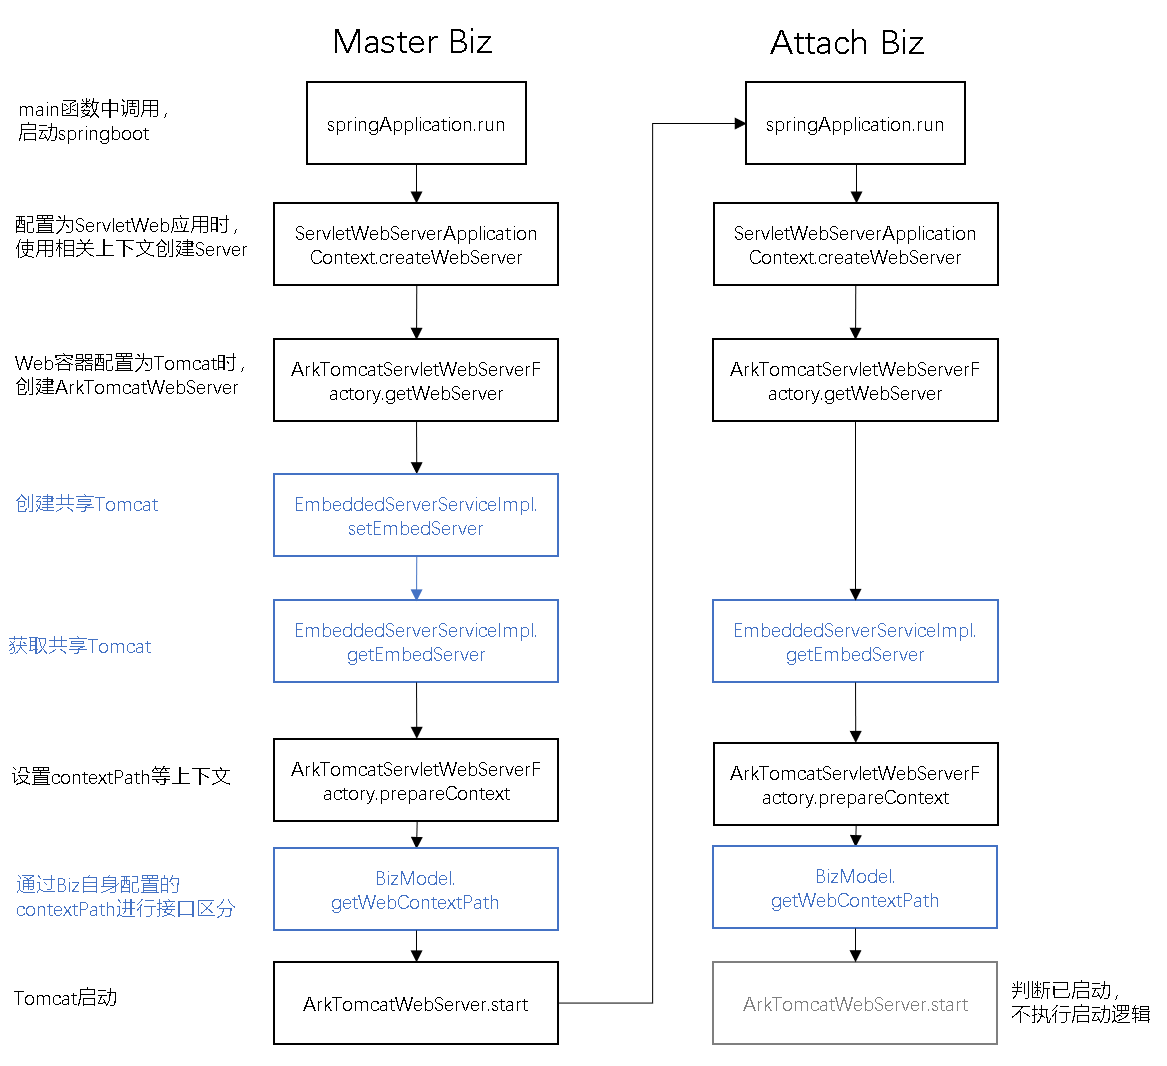 Master Biz
Attach Biz
main函数中调用，
启动springboot
springApplication.run
springApplication.run
配置为ServletWeb应用时，
使用相关上下文创建Server
ServletWebServerApplication
Context.createWebServer
ServletWebServerApplication
Context.createWebServer
Web容器配置为Tomcat时，
创建ArkTomcatWebServer
ArkTomcatServletWebServerF
actory.getWebServer
ArkTomcatServletWebServerF
actory.getWebServer
创建共享Tomcat
EmbeddedServerServiceImpl.
setEmbedServer
获取共享Tomcat
EmbeddedServerServiceImpl.
getEmbedServer
EmbeddedServerServiceImpl.
getEmbedServer
设置contextPath等上下文
ArkTomcatServletWebServerF
actory.prepareContext
ArkTomcatServletWebServerF
actory.prepareContext
通过Biz自身配置的
contextPath进行接口区分
BizModel.
getWebContextPath
BizModel.
getWebContextPath
Tomcat启动
ArkTomcatWebServer.start
ArkTomcatWebServer.start
判断已启动，
不执行启动逻辑